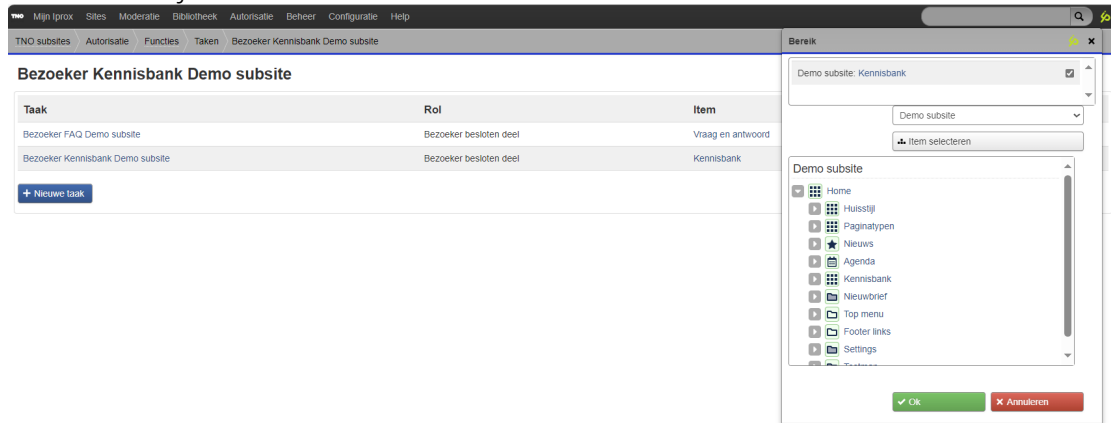 TNO Mijn Iprox Sites Moderatie Bibliotheek Autorisatie Beheer Configuratie Help
TNO subsites Autorisatie Functies Taken Bezoeker Kennisbank Demo subsite
Bezoeker Kennisbank Demo subsite
Taak Rol Item
Bezoeker FAQ Demo subsite Bezoeker besloten deel Vraag en antwoord
Bezoeker Kennisbank Demo subsite Bezoeker besloten deel Kennisbank
+ Nieuwe taak
Bereik
Demo subsite: Kennisbank
Demo subsite
Item selecteren
Demo subsite
Home
Huisstijl
Paginatypen
Nieuws
Agenda
Kennisbank
Nieuwbrief
Top menu
Footer links
Settings
Ok Annuleren